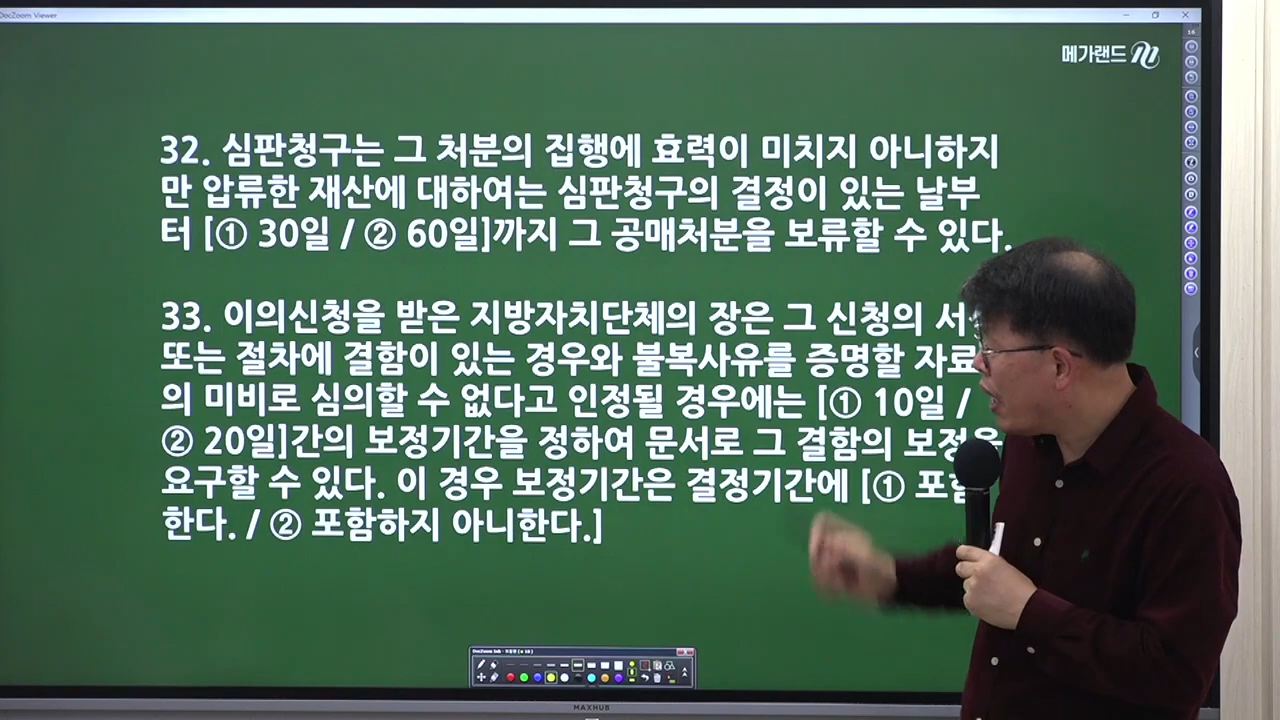 DocZoom Viewer
메가랜드
32. 심판청구는 그 처분의 집행에 효력이 미치지 아니하지
만 압류한 재산에 대하여는 심판청구의 결정이 있는 날부
터 [① 30일 / ② 60일]까지 그 공매처분을 보류할 수 있다.
33. 이의신청을 받은 지방자치단체의 장은 그 신청의
또는 절차에 결함이 있는 경우와 불복사유를 증명할 자료
의 미비로 심의할 수 없다고 인정될 경우에는 [① 10일 /
② 20일]간의 보정기간을 정하여 문서로 그 결함의 보정을
요구할 수 있다. 이 경우 보정기간은 결정기간에 [①
한다. / ② 포함하지 아니한다.]
MAXHUB